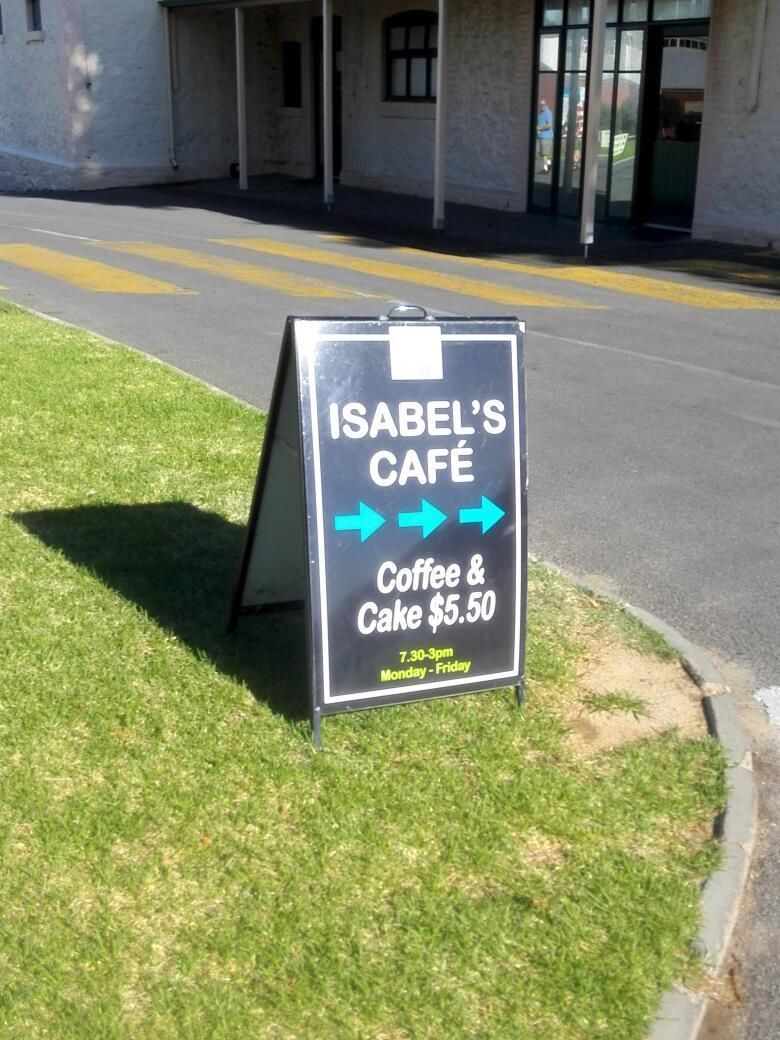 ISABEL'S
CAFÉ
Coffee &
Cake $5.50
7.30-3pm
Monday - Friday